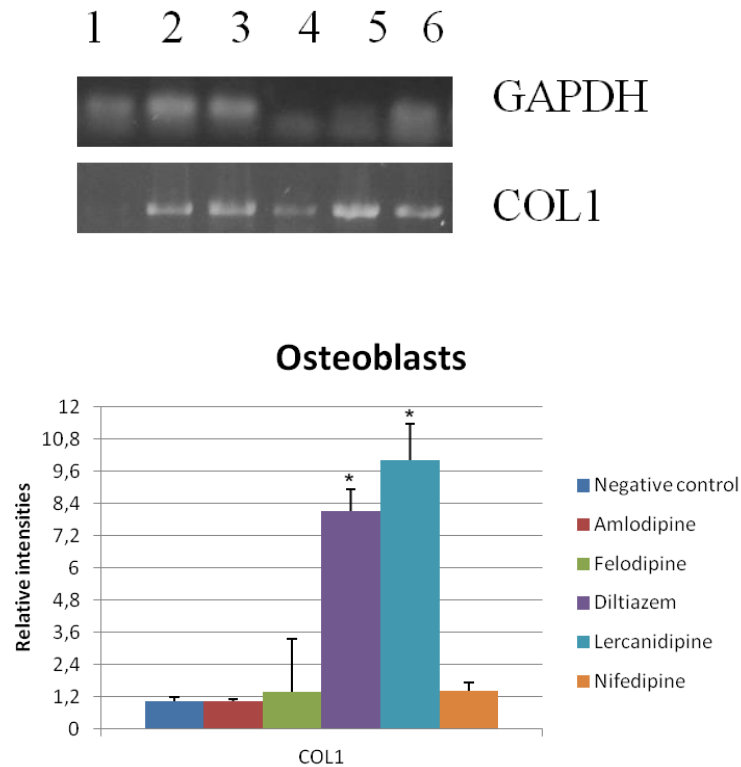 1 2 3 4 5 6
GAPDH
COL1
Osteoblasts
Relative intensities
12
10,8
9,6
8,4
7,2
6
4,8
3,6
2,4
1,2
0
*
*
COL1
Negative control
Amlodipine
Felodipine
Diltiazem
Lercanidipine
Nifedipine